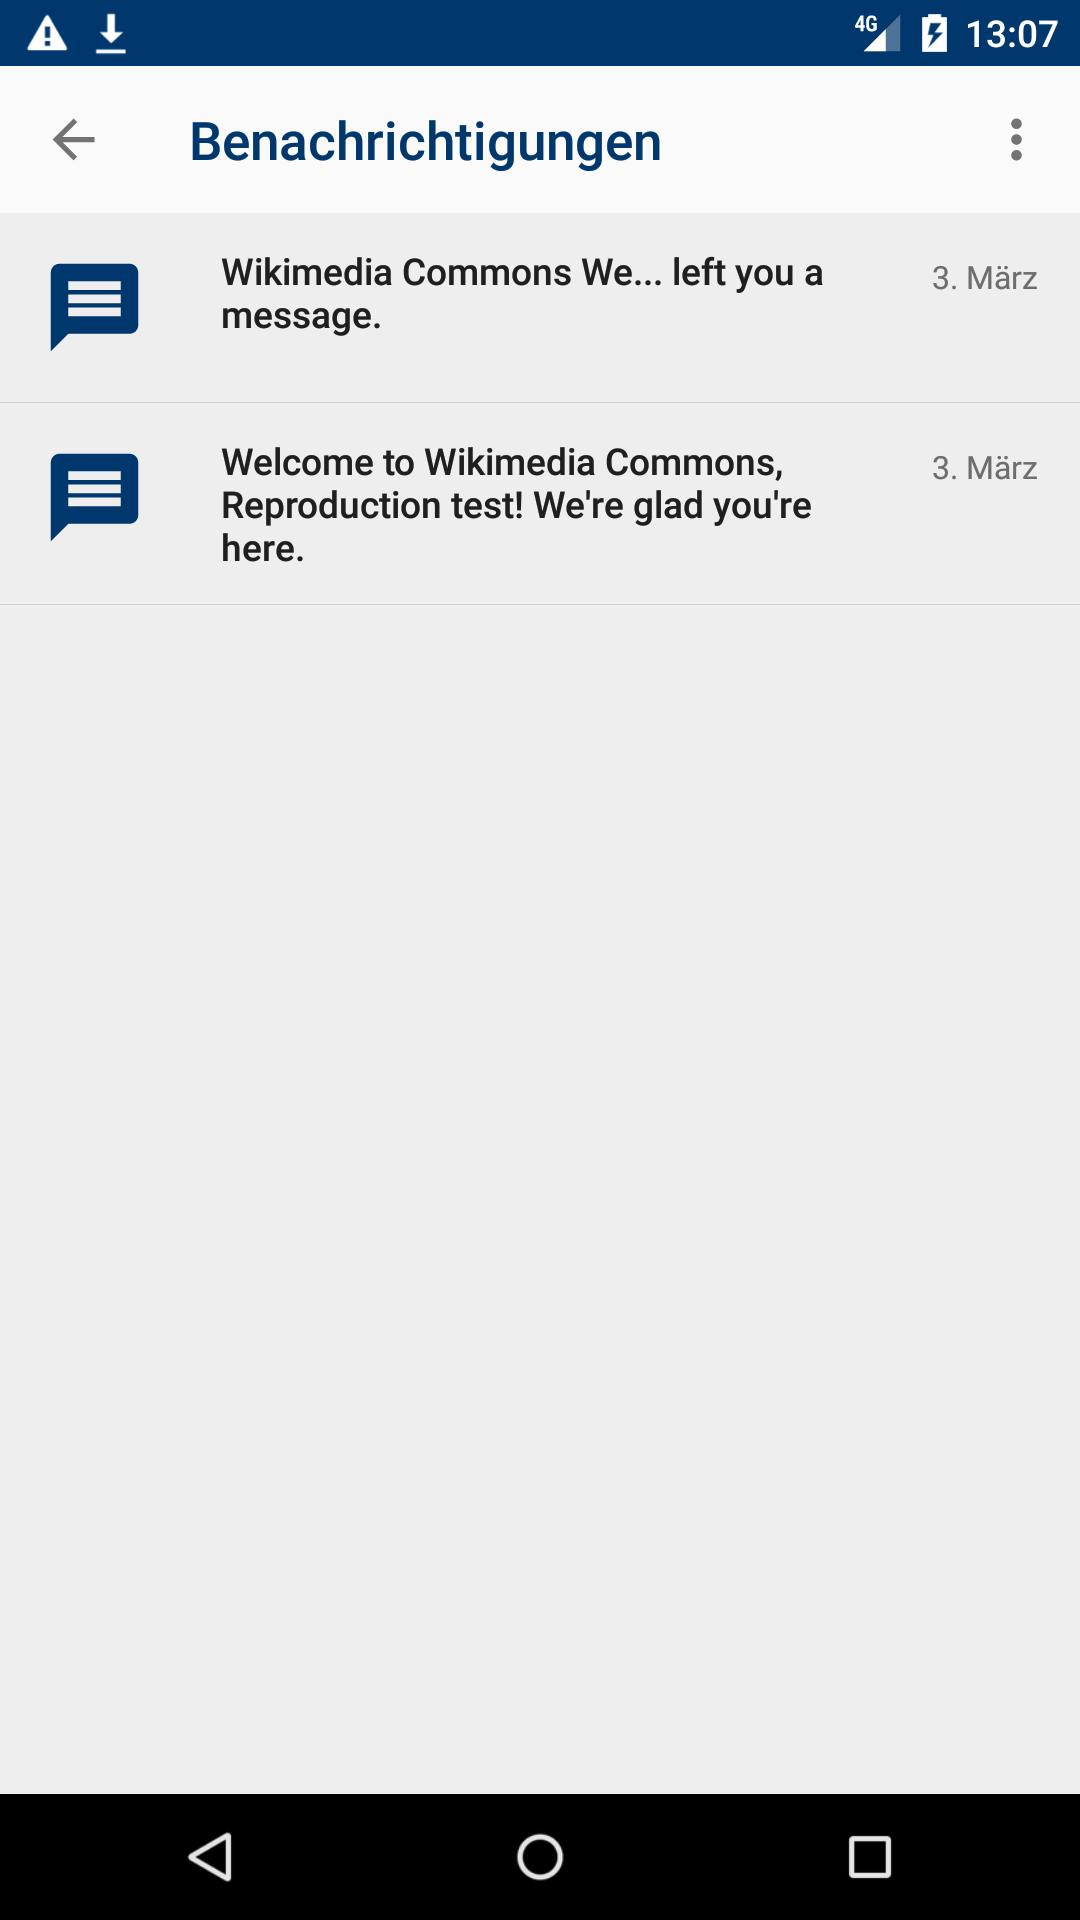 4G 13:07
Benachrichtigungen
Wikimedia Commons We... left you a
message.
3. März
Welcome to Wikimedia Commons,
Reproduction test! We're glad you're
here.
3. März